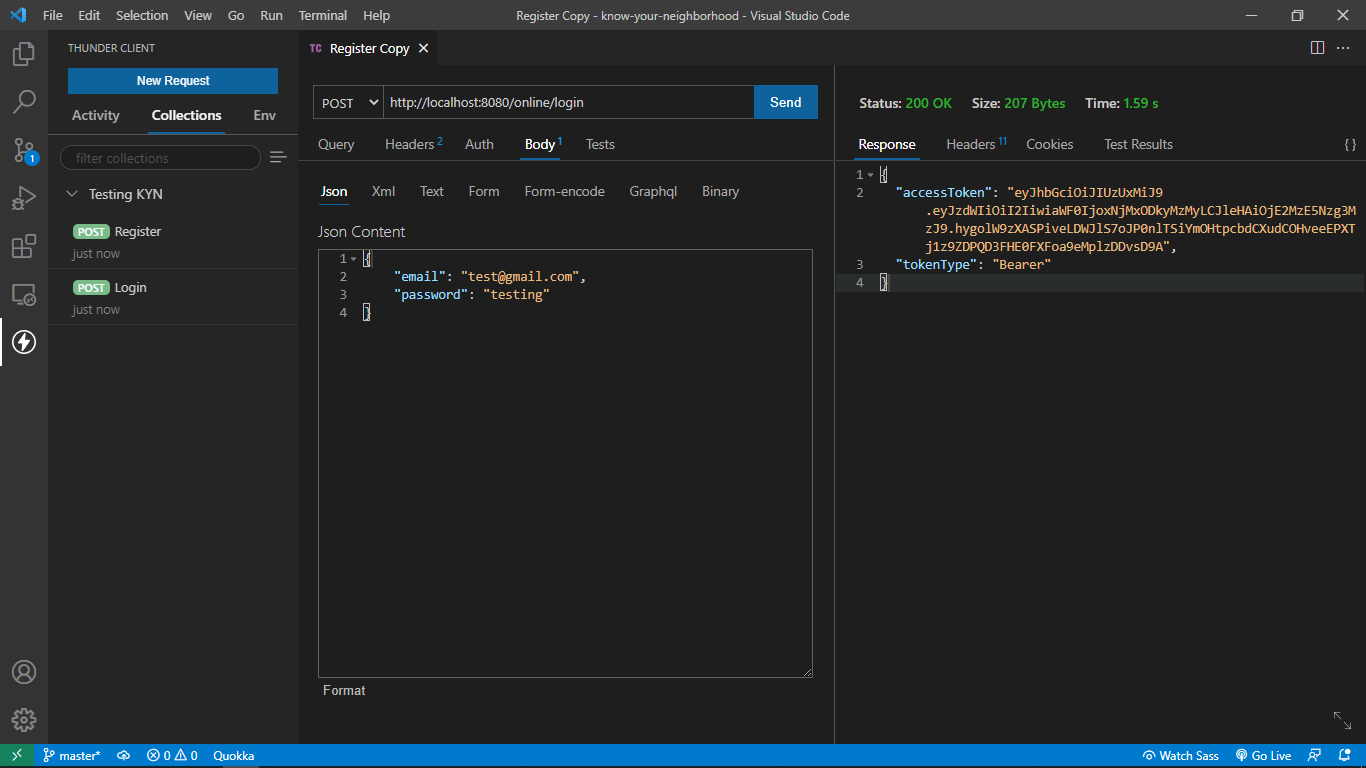 File Edit Selection View Go Run Terminal Help
Register Copy - know-your-neighborhood - Visual Studio Code
THUNDER CLIENT
New Request
Activity Collections Env
filter collections
Testing KYN
POST Register
just now
POST Login
just now
1
TC Register Copy
POST http://localhost:8080/online/login Send
Query Headers 2 Auth Body 1 Tests
Json Xml Text Form Form-encode Graphql Binary
Json Content
1 {
2 "email": "test@gmail.com",
3 "password": "testing"
4 }
Format
Status: 200 OK Size: 207 Bytes Time: 1.59 s
Response Headers 11 Cookies Test Results { }
1 {
2 "accessToken": "eyJhbGciOiJIUzUxMiJ9
.eyJzdWIiOiI2IiwiaWF0IjoxNjMxODkyMzMyLCJleHAiOjE2MzE5Nzg3M
zJ9.hygolW9zXASPiveLDWJlS7oJP0nlTSiYmOHtpcbdCXudCOHveeEPXT
j1z9ZDPQD3FHE0FXFoa9eMplzDDvsD9A",
3 "tokenType": "Bearer"
4 }
master* 0 0 Quokka
Watch Sass Go Live